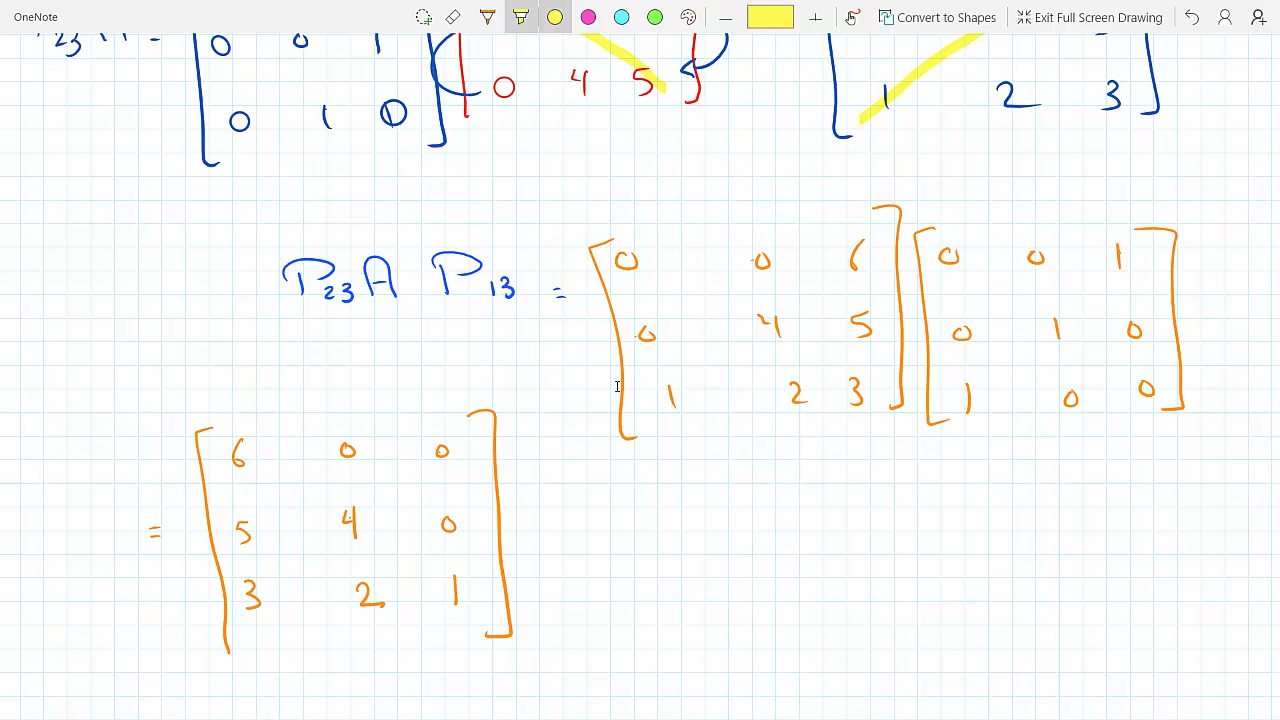 OneNote
Convert to Shapes
Exit Full Screen Drawing
23 =
0 0 1
0 1 0
0 4 5
1 2 3
P23A P13 =
0 0 6 0 0 1
0 4 5 0 1 0
1 2 3 1 0 0
=
6 0 0
5 4 0
3 2 1